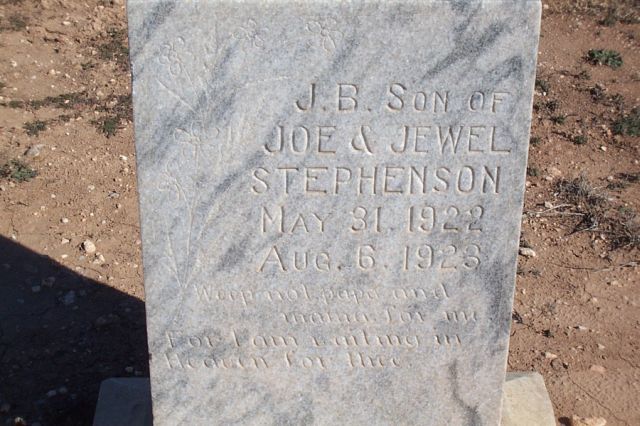 J.B. SON OF
JOE & JEWEL
STEPHENSON
MAY 31, 1922
AUG. 6, 1923
Weep not, papa and
mama for me
For I am waiting in
Heaven for thee.